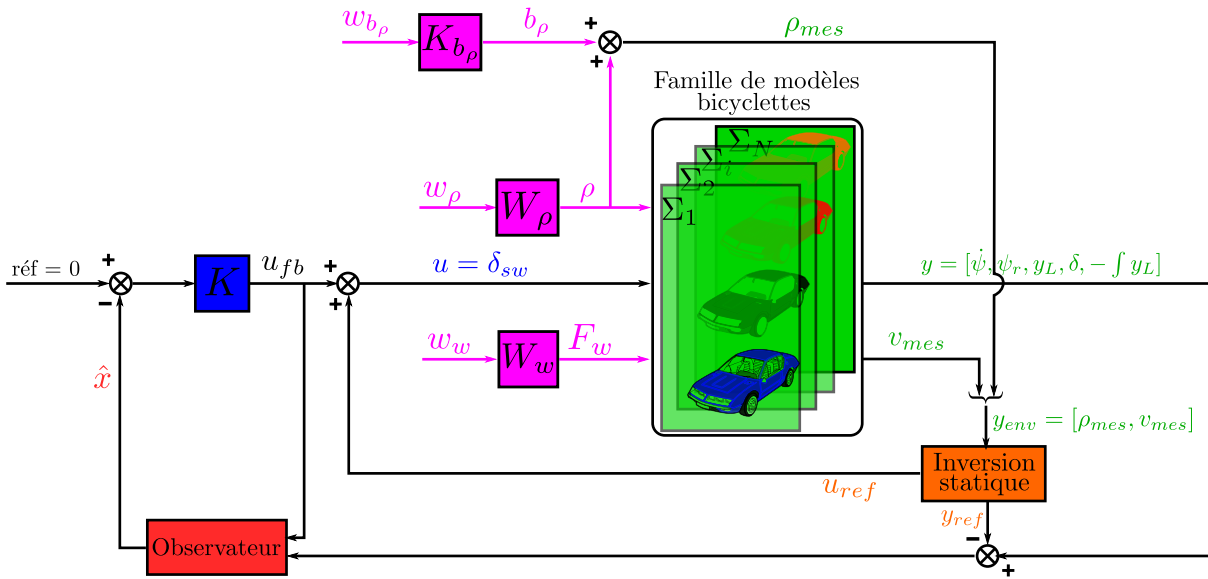 w_{b_ρ}
K_{b_ρ}
b_ρ
+
+
ρ_{mes}
Famille de modèles
bicyclettes
Σ_N
Σ_i
Σ_2
Σ_1
w_ρ
W_ρ
ρ
réf = 0
+
−
K
u_{fb}
+
+
u = δ_{sw}
y = [ψ̇, ψ_r, y_L, δ, −∫ y_L]
w_w
W_w
F_w
v_{mes}
x̂
y_{env} = [ρ_{mes}, v_{mes}]
Inversion
statique
u_{ref}
y_{ref}
Observateur
−
+